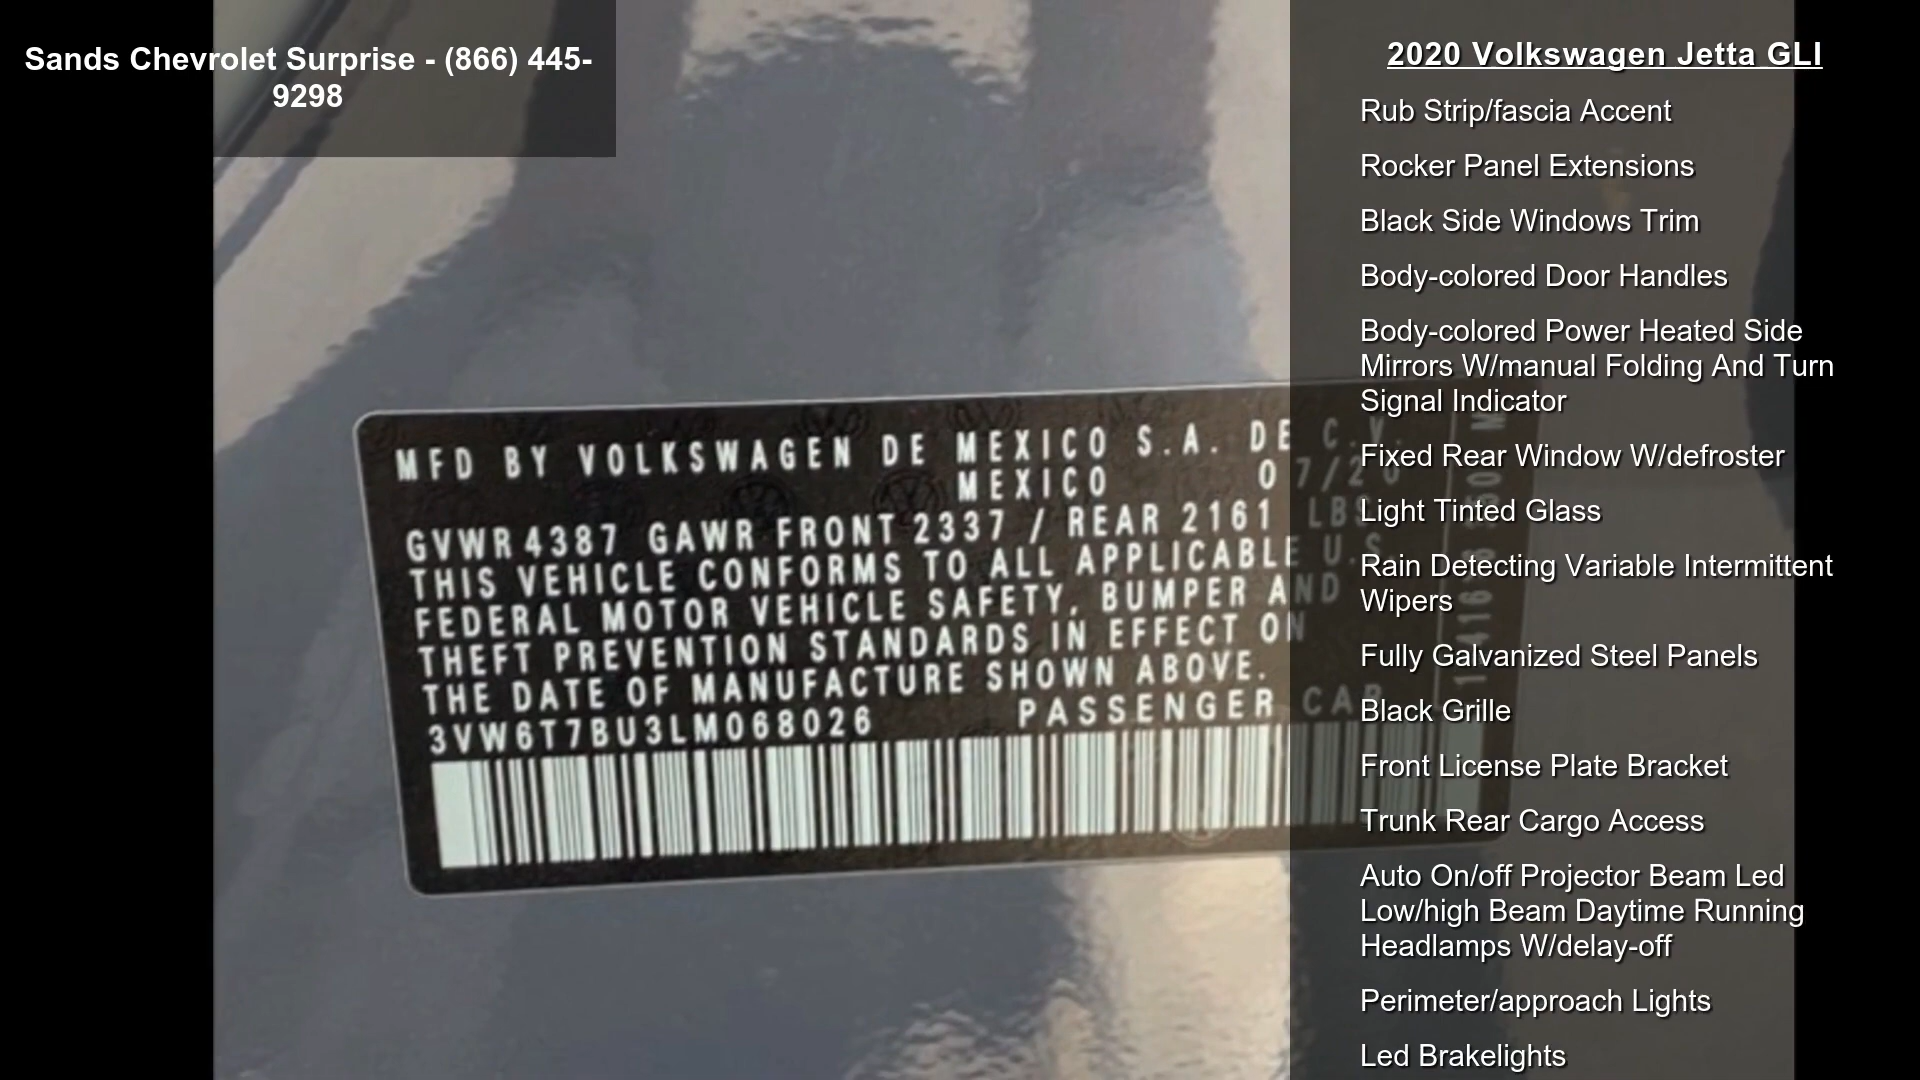 Sands Chevrolet Surprise - (866) 445-
9298
2020 Volkswagen Jetta GLI
Rub Strip/fascia Accent
Rocker Panel Extensions
Black Side Windows Trim
Body-colored Door Handles
Body-colored Power Heated Side
Mirrors W/manual Folding And Turn
Signal Indicator
Fixed Rear Window W/defroster
Light Tinted Glass
Rain Detecting Variable Intermittent
Wipers
Fully Galvanized Steel Panels
Black Grille
Front License Plate Bracket
Trunk Rear Cargo Access
Auto On/off Projector Beam Led
Low/high Beam Daytime Running
Headlamps W/delay-off
Perimeter/approach Lights
Led Brakelights
MFD BY VOLKSWAGEN DE MEXICO S.A. DE C.V.
MEXICO 07/20
GVWR 4387 GAWR FRONT 2337 / REAR 2161 LBS
THIS VEHICLE CONFORMS TO ALL APPLICABLE U.S.
FEDERAL MOTOR VEHICLE SAFETY, BUMPER AND
THEFT PREVENTION STANDARDS IN EFFECT ON
THE DATE OF MANUFACTURE SHOWN ABOVE.
3VW6T7BU3LM068026 PASSENGER CAR